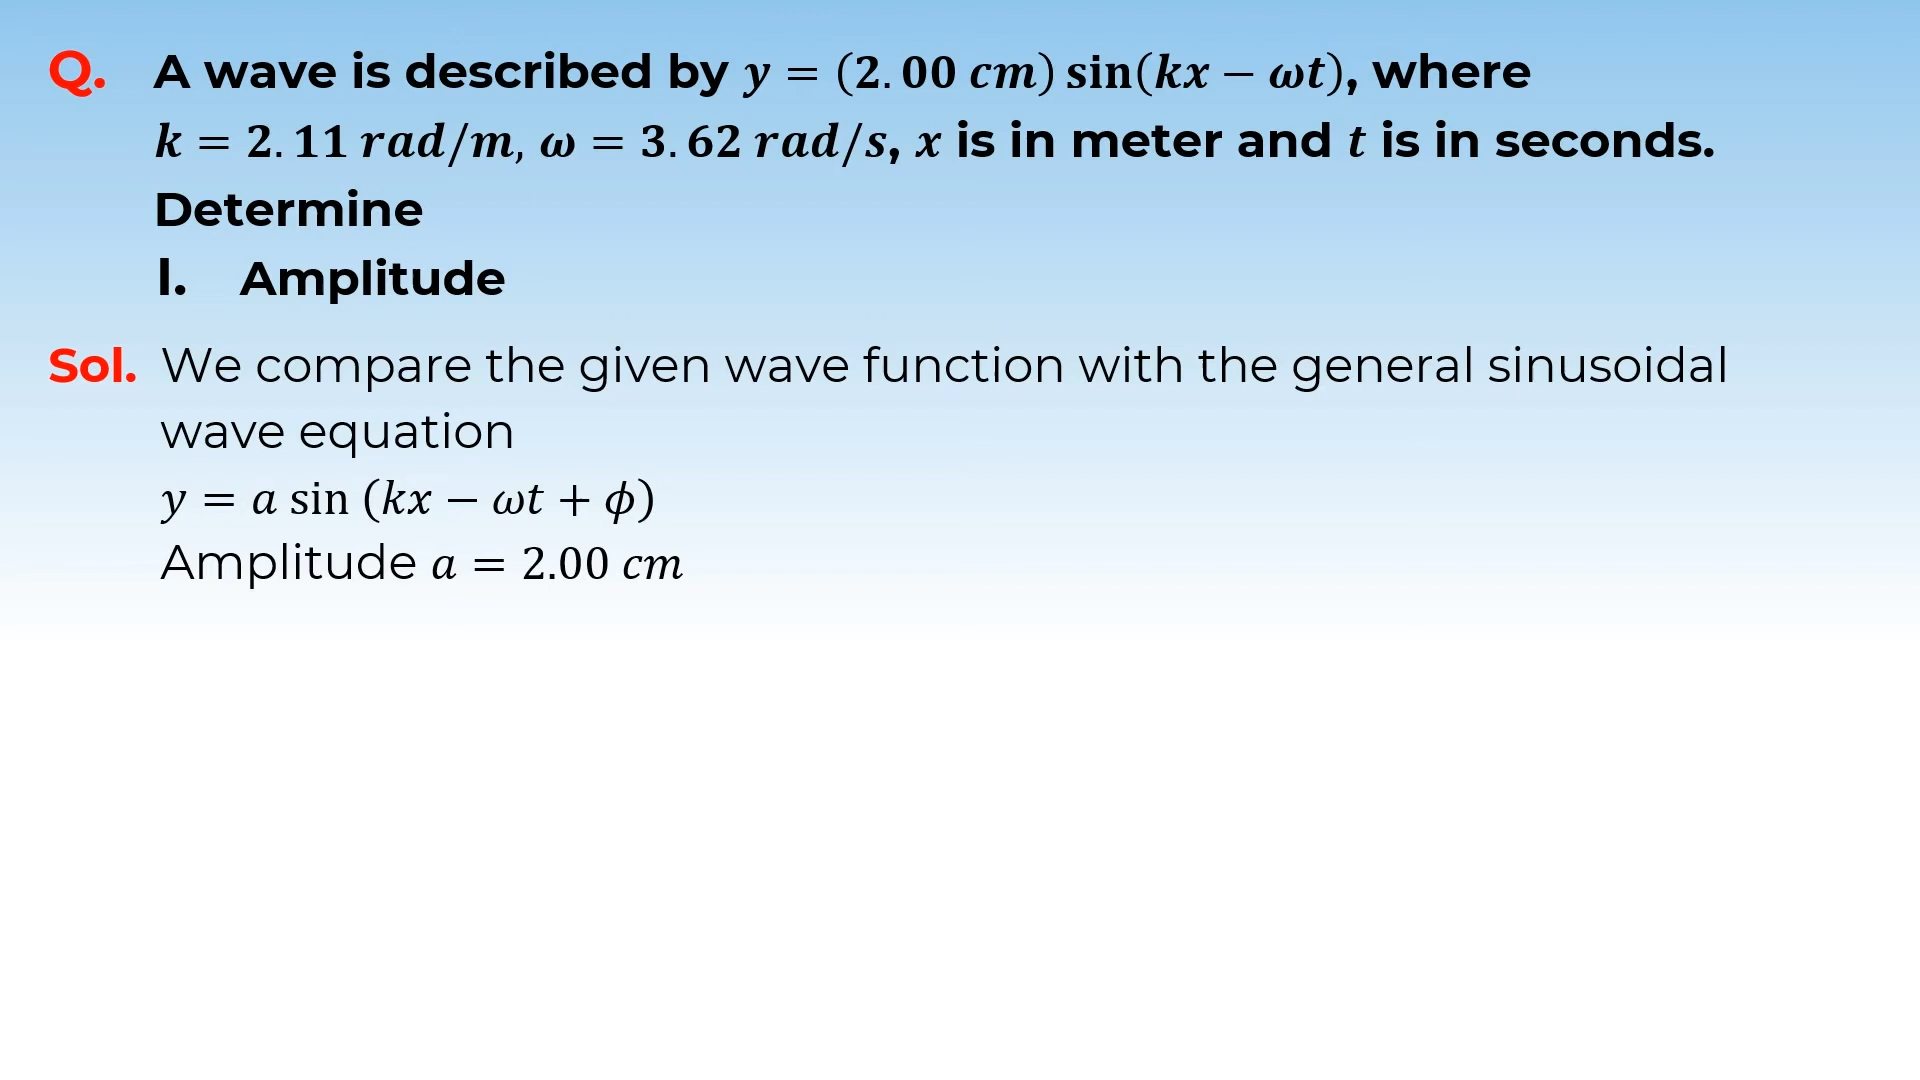 Q. A wave is described by y = (2.00 cm) sin(kx − ωt), where
k = 2.11 rad/m, ω = 3.62 rad/s, x is in meter and t is in seconds.
Determine
I. Amplitude
Sol. We compare the given wave function with the general sinusoidal
wave equation
y = a sin (kx − ωt + ϕ)
Amplitude a = 2.00 cm